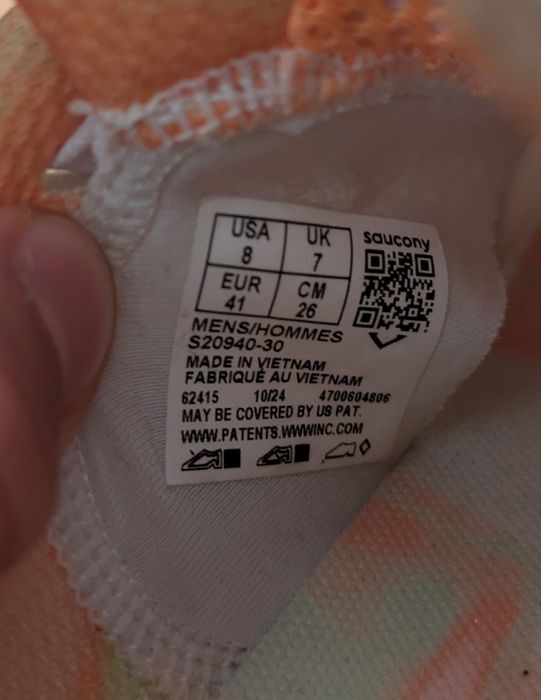 USA 8 UK 7
EUR 41 CM 26
saucony
MENS/HOMMES
S20940-30
MADE IN VIETNAM
FABRIQUÉ AU VIETNAM
62415 10/24 4700604806
MAY BE COVERED BY US PAT.
WWW.PATENTS.WWWINC.COM